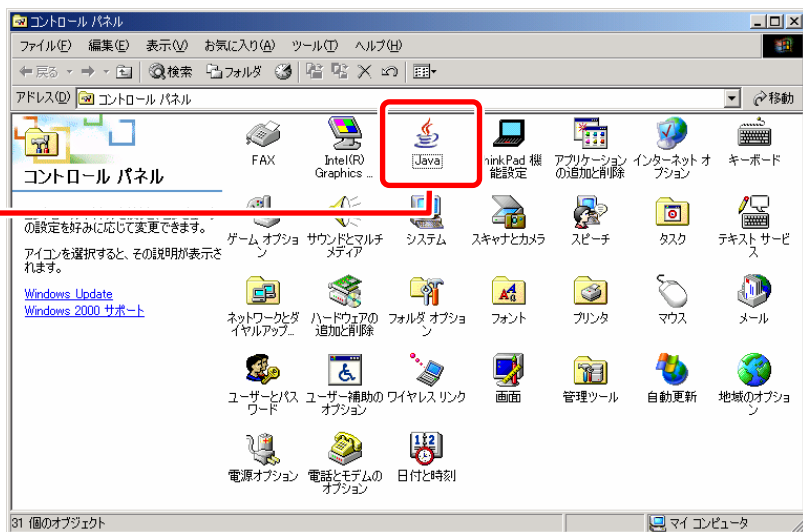 コントロール パネル
ファイル(F) 編集(E) 表示(V) お気に入り(A) ツール(T) ヘルプ(H)
戻る 検索 フォルダ
アドレス(D) コントロール パネル 移動
コントロール パネル
の設定を好みに応じて変更できます。
アイコンを選択すると、その説明が表示さ
れます。
Windows Update
Windows 2000 サポート
FAX
Intel(R)
Graphics ...
Java
inkPad 機
能設定
アプリケーション
の追加と削除
インターネット オ
プション
キーボード
ゲーム オプショ
ン
サウンドとマルチ
メディア
システム
スキャナとカメラ
スピーチ
タスク
テキスト サービ
ス
ネットワークとダ
イヤルアップ...
ハードウェアの
追加と削除
フォルダ オプショ
ン
フォント
プリンタ
マウス
メール
ユーザーとパス
ワード
ユーザー補助の
オプション
ワイヤレス リンク
画面
管理ツール
自動更新
地域のオプショ
ン
電源オプション
電話とモデムの
オプション
日付と時刻
31 個のオブジェクト
マイ コンピュータ